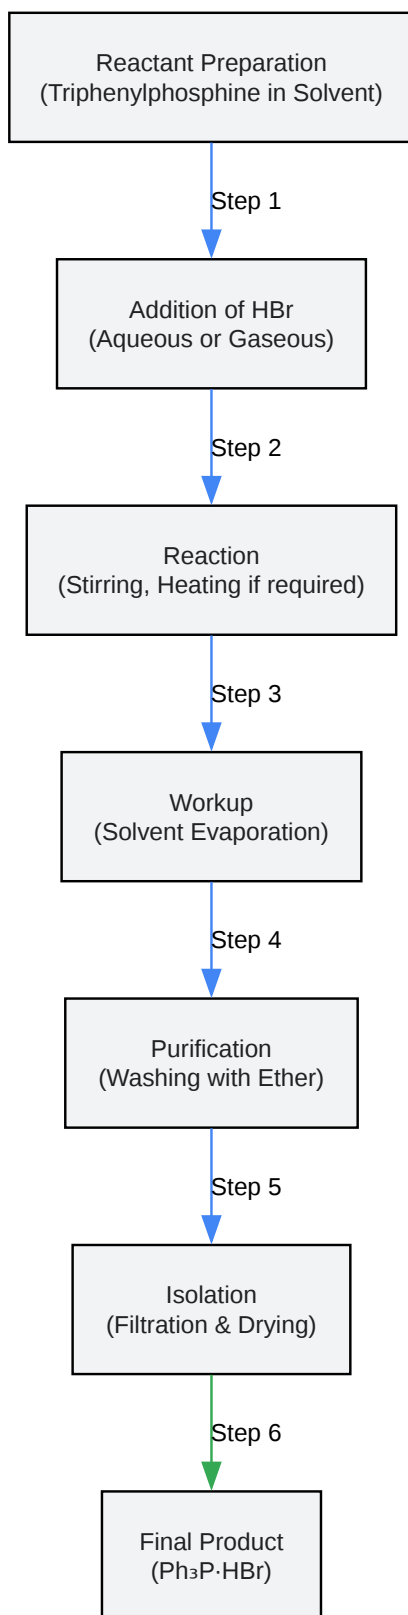 Reactant Preparation
(Triphenylphosphine in Solvent)
Step 1
Addition of HBr
(Aqueous or Gaseous)
Step 2
Reaction
(Stirring, Heating if required)
Step 3
Workup
(Solvent Evaporation)
Step 4
Purification
(Washing with Ether)
Step 5
Isolation
(Filtration & Drying)
Step 6
Final Product
(Ph₃P·HBr)